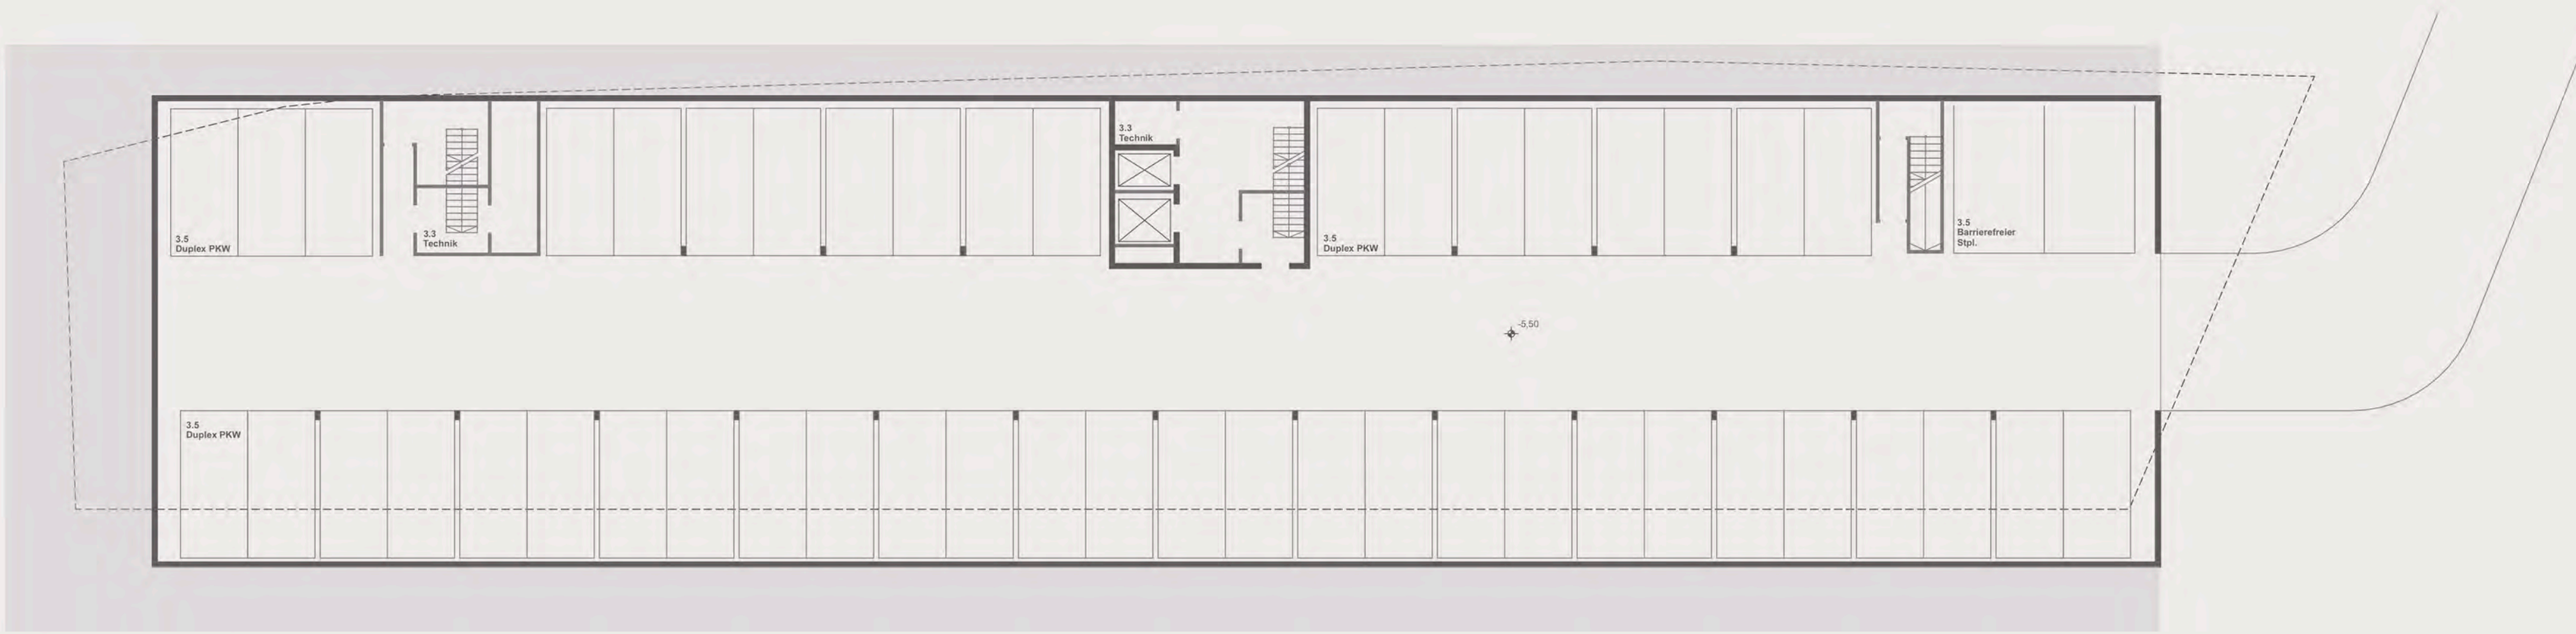 3.3
Technik
3.5
Duplex PKW
3.3
Technik
3.5
Duplex PKW
3.5
Barrierefreier
Stpl.
-5,50
3.5
Duplex PKW